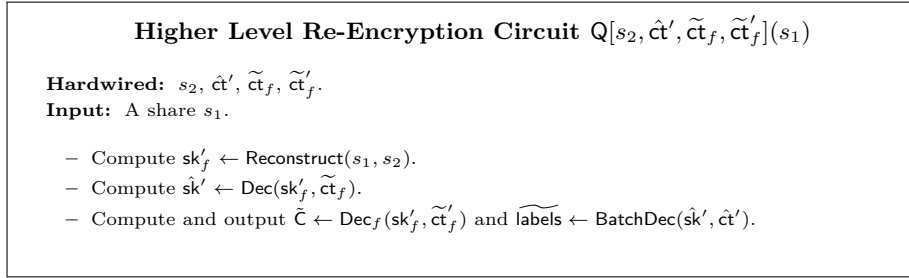 Higher Level Re-Encryption Circuit Q[s₂, ĉt′, c͠t_f, c͠t′_f](s₁)
Hardwired: s₂, ĉt′, c͠t_f, c͠t′_f.
Input: A share s₁.
– Compute sk′_f ← Reconstruct(s₁, s₂).
– Compute ŝk′ ← Dec(sk′_f, c͠t_f).
– Compute and output C̃ ← Dec_f(sk′_f, c͠t′_f) and l͠abels ← BatchDec(ŝk′, ĉt′).